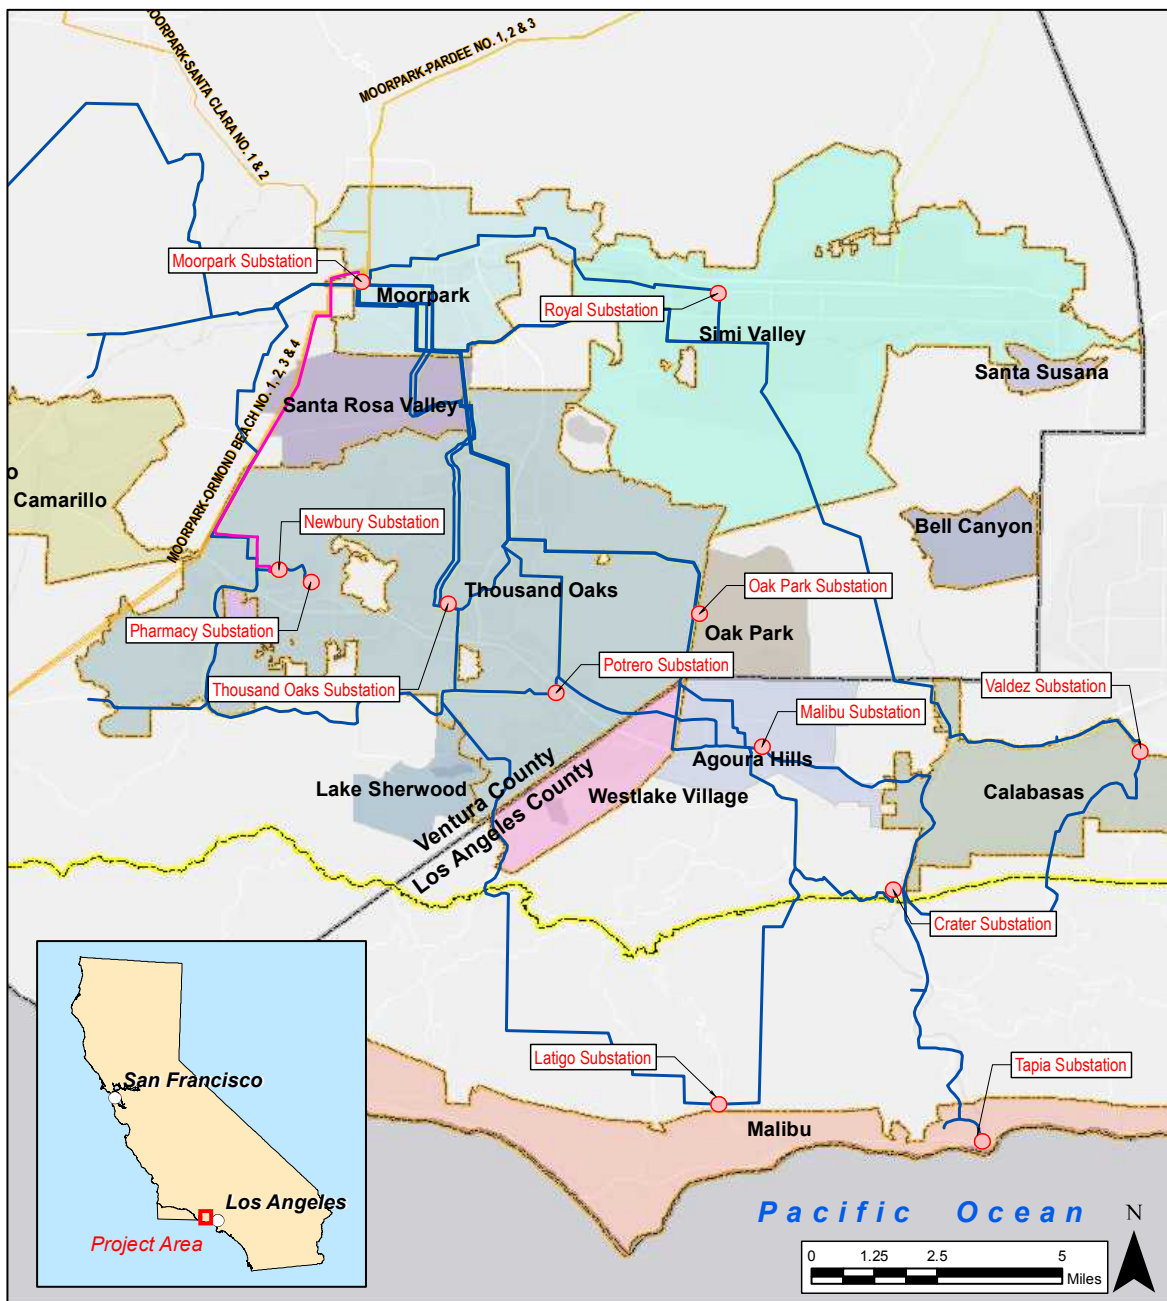 MOORPARK-SANTA CLARA NO. 1 & 2
MOORPARK-PARDEE NO. 1, 2 & 3
Moorpark Substation
Moorpark
Royal Substation
Simi Valley
Santa Susana
MOORPARK-ORMOND BEACH NO. 1, 2, 3 & 4
Santa Rosa Valley
o
Camarillo
Newbury Substation
Bell Canyon
Thousand Oaks
Oak Park Substation
Pharmacy Substation
Oak Park
Potrero Substation
Thousand Oaks Substation
Valdez Substation
Malibu Substation
Agoura Hills
Lake Sherwood
Ventura County
Los Angeles County
Westlake Village
Calabasas
Crater Substation
Latigo Substation
Tapia Substation
Malibu
San Francisco
Los Angeles
Project Area
Pacific Ocean
N
0 1.25 2.5 5
Miles